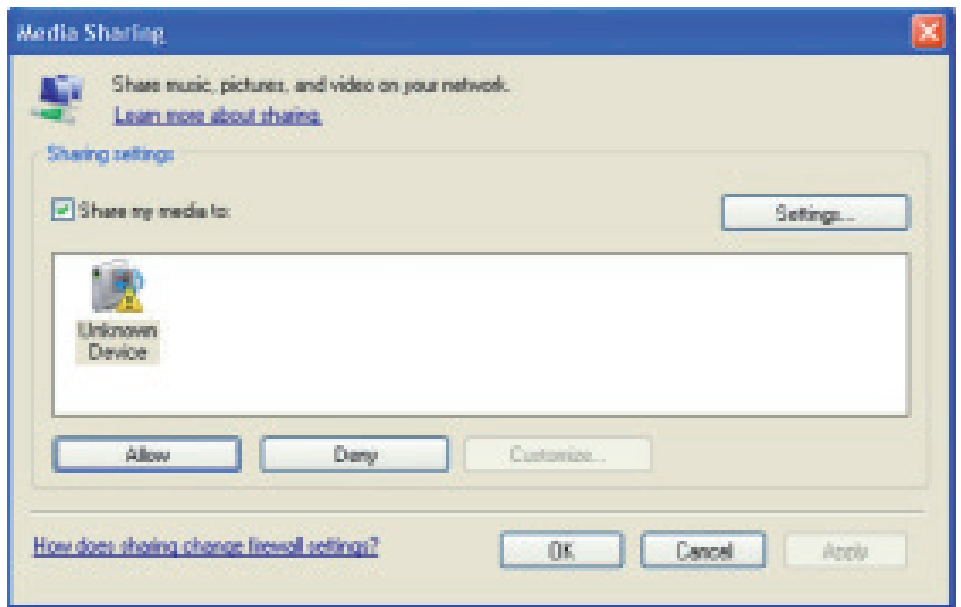 Media Sharing
Share music, pictures, and video on your network.
Learn more about sharing.
Sharing settings
Share my media to:
Settings...
Unknown
Device
Allow
Deny
Customize...
How does sharing change firewall settings?
OK
Cancel
Apply